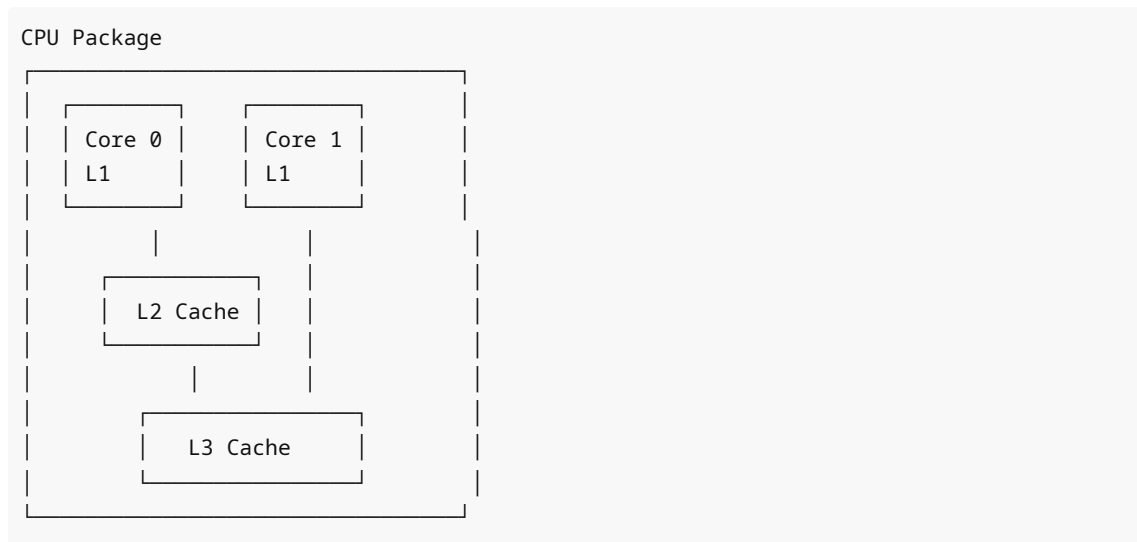 CPU Package
Core 0 Core 1
L1 L1
L2 Cache
L3 Cache